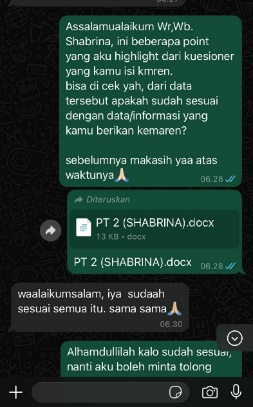 Assalamualaikum Wr,Wb.
Shabrina, ini beberapa point
yang aku highlight dari kuesioner
yang kamu isi kmren.
bisa di cek yah, dari data
tersebut apakah sudah sesuai
dengan data/informasi yang
kamu berikan kemaren?
sebelumnya makasih yaa atas
waktunya🙏🏻
06.28
Diteruskan
PT 2 (SHABRINA).docx
13 KB • docx
PT 2 (SHABRINA).docx
06.28
waalaikumsalam, iya sudaah
sesuai semua itu. sama sama🙏🏻
06.30
Alhamdullilah kalo sudah sesuai,
nanti aku boleh minta tolong